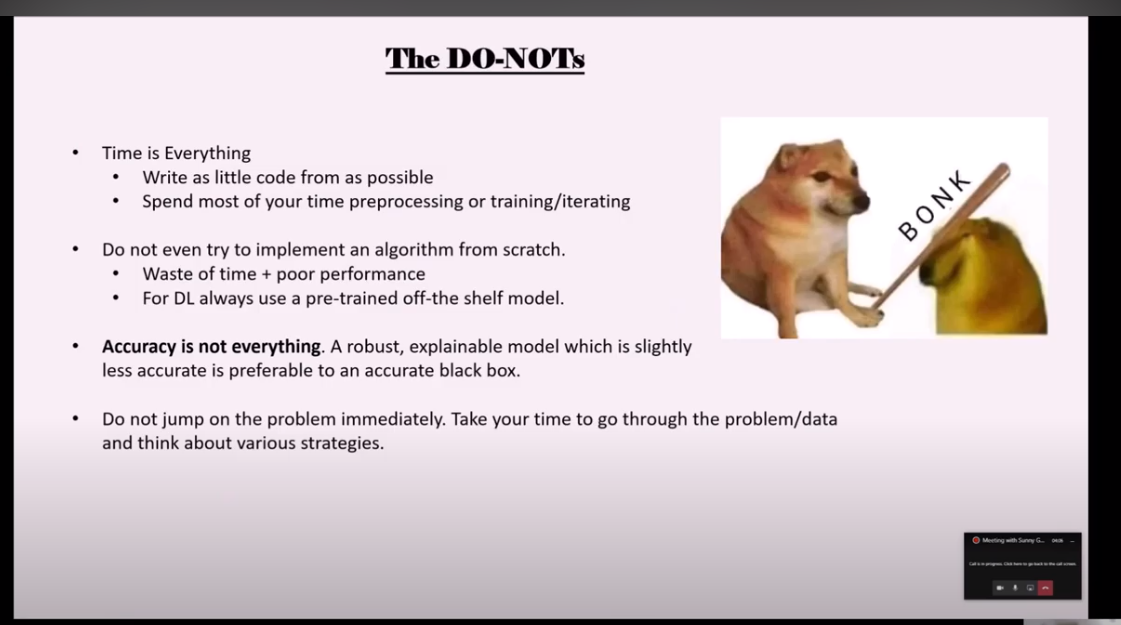 The DO-NOTs
• Time is Everything
• Write as little code from as possible
• Spend most of your time preprocessing or training/iterating
• Do not even try to implement an algorithm from scratch.
• Waste of time + poor performance
• For DL always use a pre-trained off-the shelf model.
• Accuracy is not everything. A robust, explainable model which is slightly
less accurate is preferable to an accurate black box.
• Do not jump on the problem immediately. Take your time to go through the problem/data
and think about various strategies.
BONK
Meeting with Sunny G... 04:06
Call is in progress. Click here to go back to the call screen.